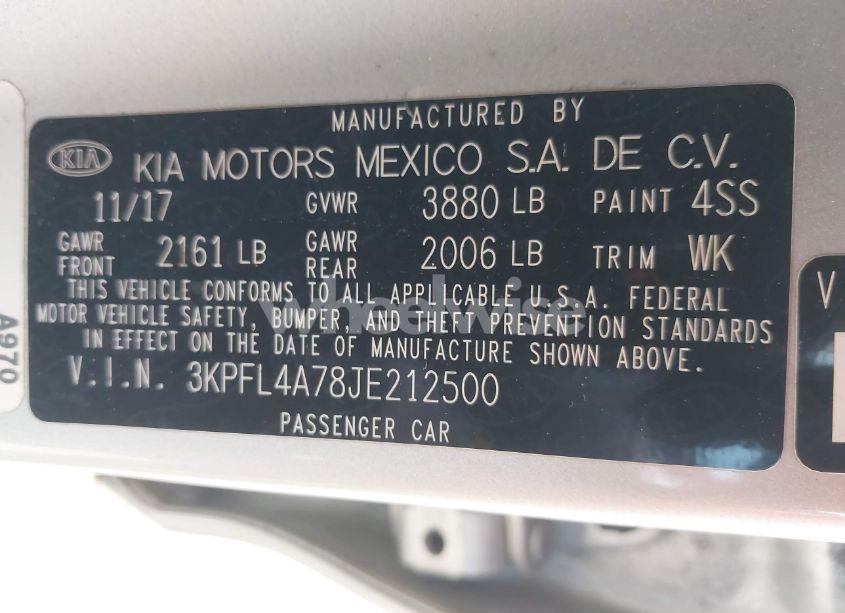 MANUFACTURED BY
KIA KIA MOTORS MEXICO S.A. DE C.V.
11/17 GVWR 3880 LB PAINT 4SS
GAWR FRONT 2161 LB GAWR REAR 2006 LB TRIM WK
THIS VEHICLE CONFORMS TO ALL APPLICABLE U.S.A. FEDERAL
MOTOR VEHICLE SAFETY, BUMPER, AND THEFT PREVENTION STANDARDS
IN EFFECT ON THE DATE OF MANUFACTURE SHOWN ABOVE.
V.I.N. 3KPFL4A78JE212500
PASSENGER CAR
A970
V
wheelwise